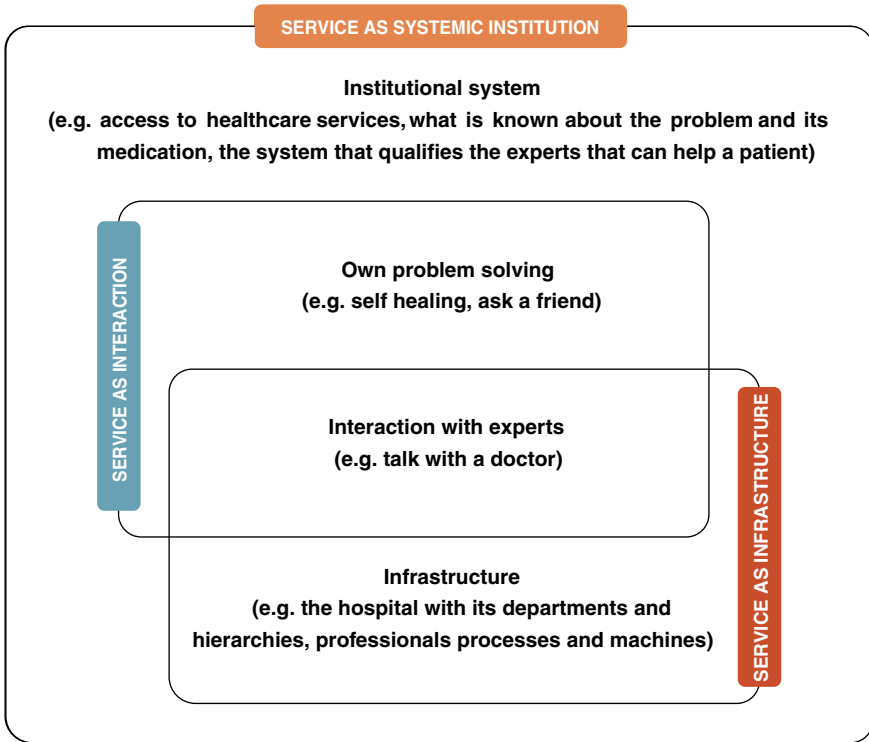 SERVICE AS SYSTEMIC INSTITUTION
Institutional system
(e.g. access to healthcare services, what is known about the problem and its
medication, the system that qualifies the experts that can help a patient)
SERVICE AS INTERACTION
Own problem solving
(e.g. self healing, ask a friend)
Interaction with experts
(e.g. talk with a doctor)
SERVICE AS INFRASTRUCTURE
Infrastructure
(e.g. the hospital with its departments and
hierarchies, professionals processes and machines)